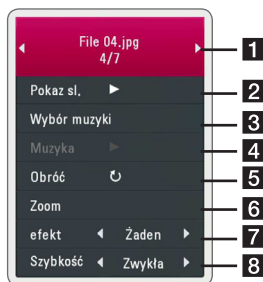 File 04.jpg
4/7
1
Pokaz sl. 2
Wybór muzyki 3
Muzyka 4
Obróć 5
Zoom 6
efekt Żaden 7
Szybkość Zwykła 8